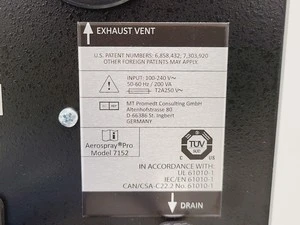 EXHAUST VENT
U.S. PATENT NUMBERS: 6,858,432; 7,303,920
OTHER FOREIGN PATENTS MAY APPLY.
INPUT: 100-240 V~
50-60 Hz / 200 VA
T2A250 V~
MT Promedt Consulting GmbH
Altenhofstrasse 80
D-66386 St. Ingbert
GERMANY
Aerospray®Pro
Model 7152
TÜV
C US
IN ACCORDANCE WITH:
UL 61010-1
IEC/EN 61010-1
CAN/CSA-C22.2 No. 61010-1
DRAIN